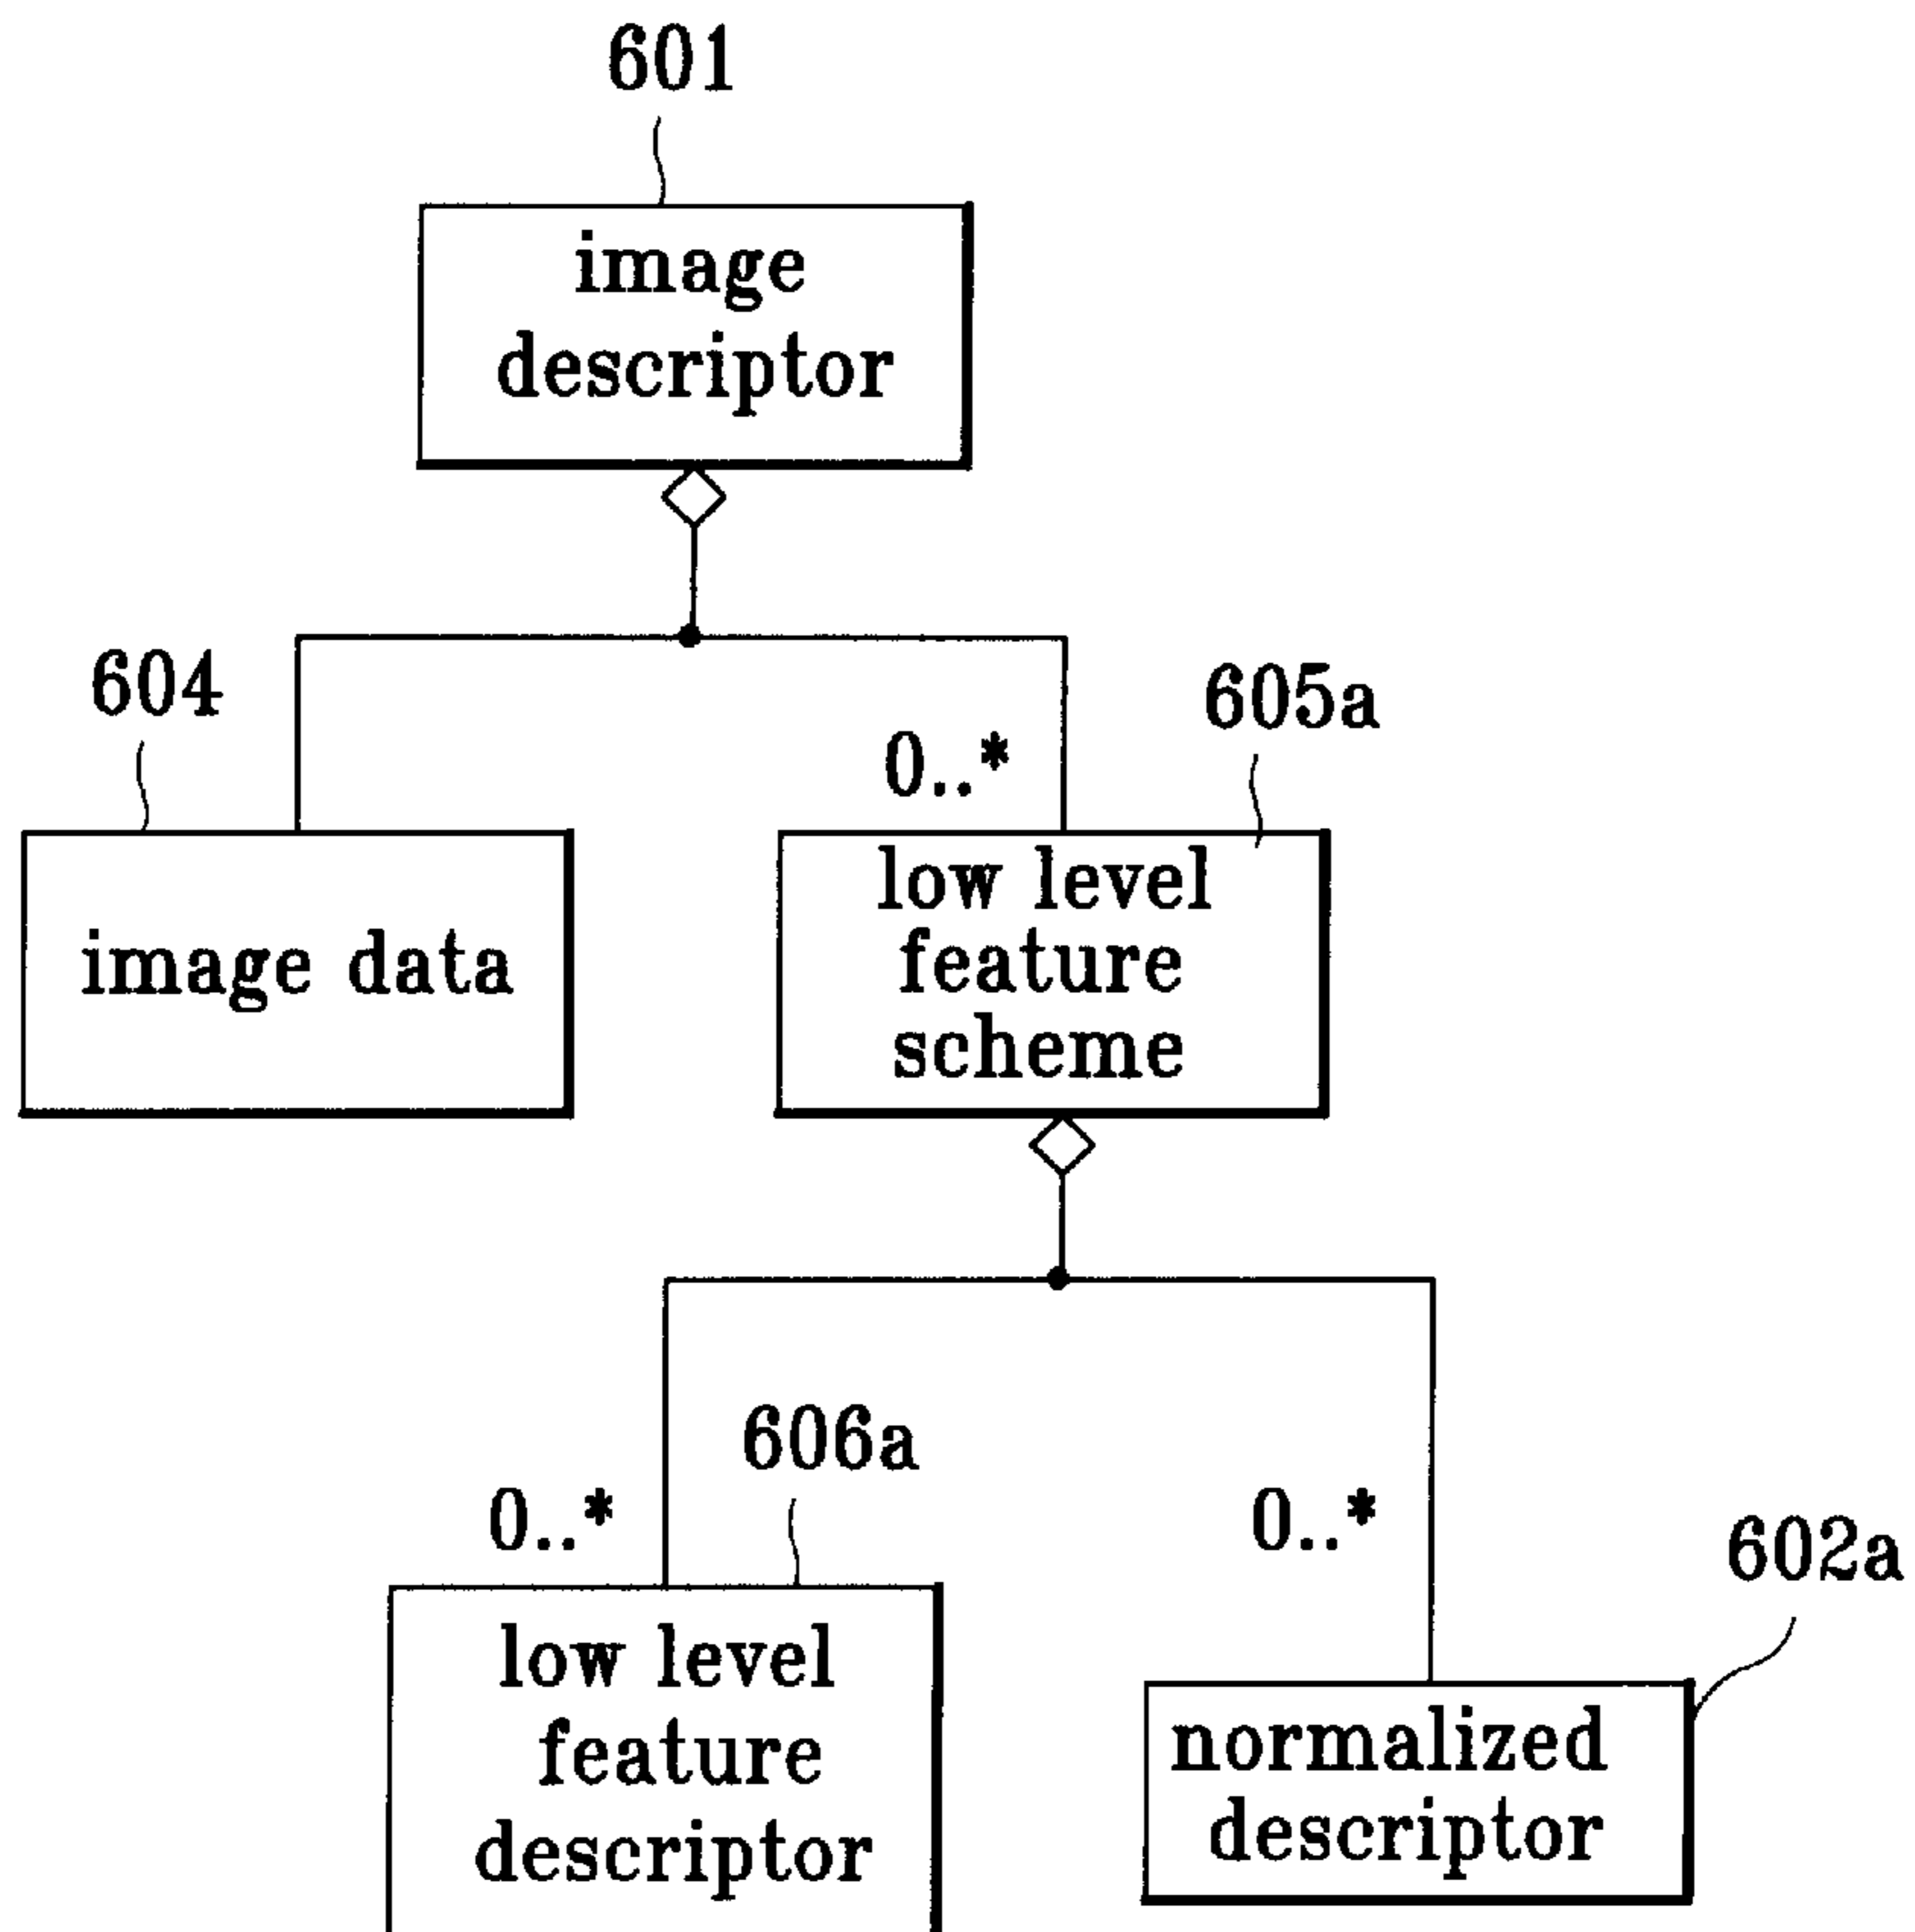 601
image
descriptor
604
605a
0..*
image data
low level
feature
scheme
606a
0..*
0..*
602a
low level
feature
descriptor
normalized
descriptor